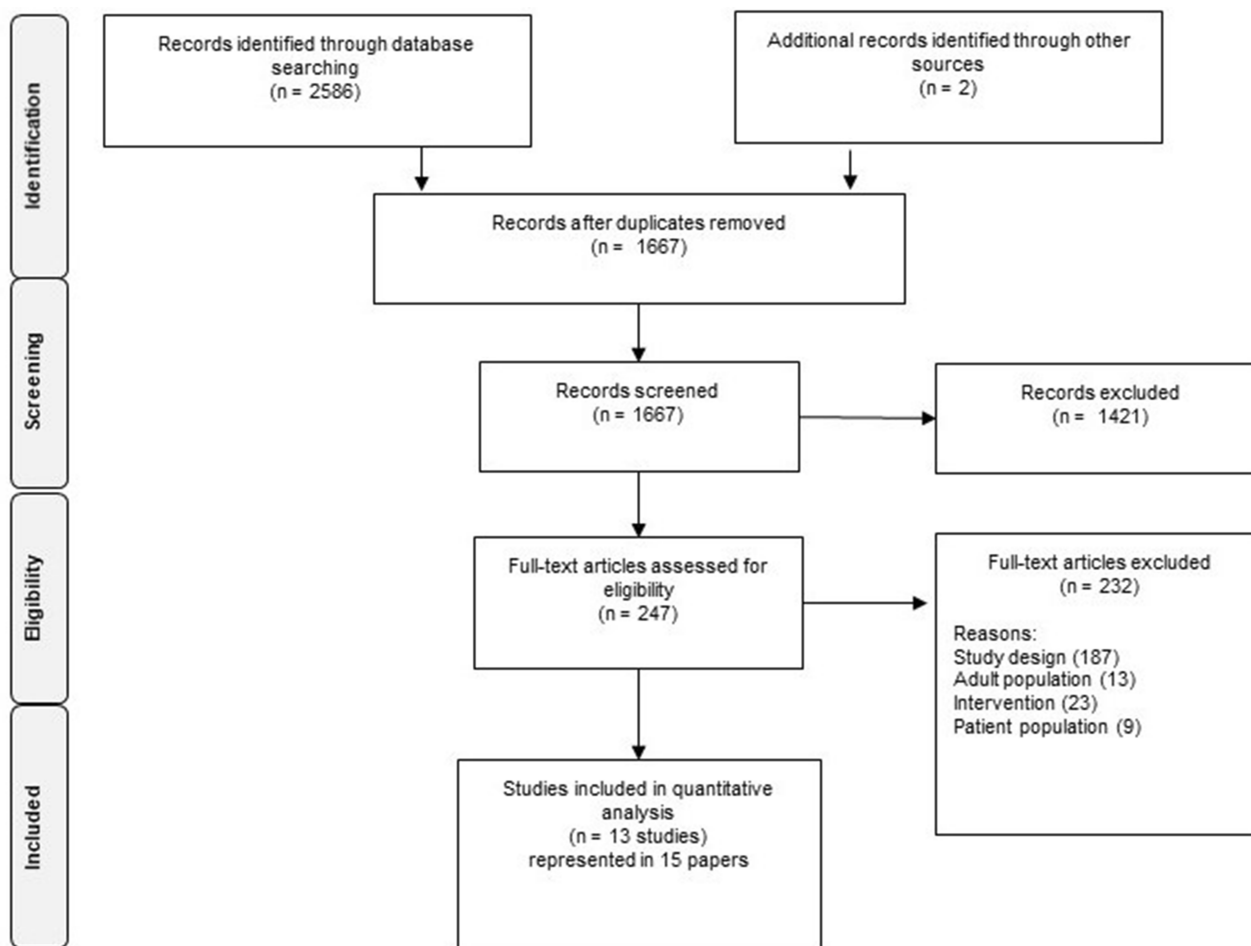 Identification
Records identified through database
searching
(n = 2586)
Additional records identified through other
sources
(n = 2)
Records after duplicates removed
(n =  1667)
Screening
Records screened
(n = 1667)
Records excluded
(n =  1421)
Eligibility
Full-text articles assessed for
eligibility
(n = 247)
Full-text articles excluded
(n = 232)
Reasons:
Study design (187)
Adult population (13)
Intervention (23)
Patient population (9)
Included
Studies included in quantitative
analysis
(n = 13 studies)
represented in 15 papers